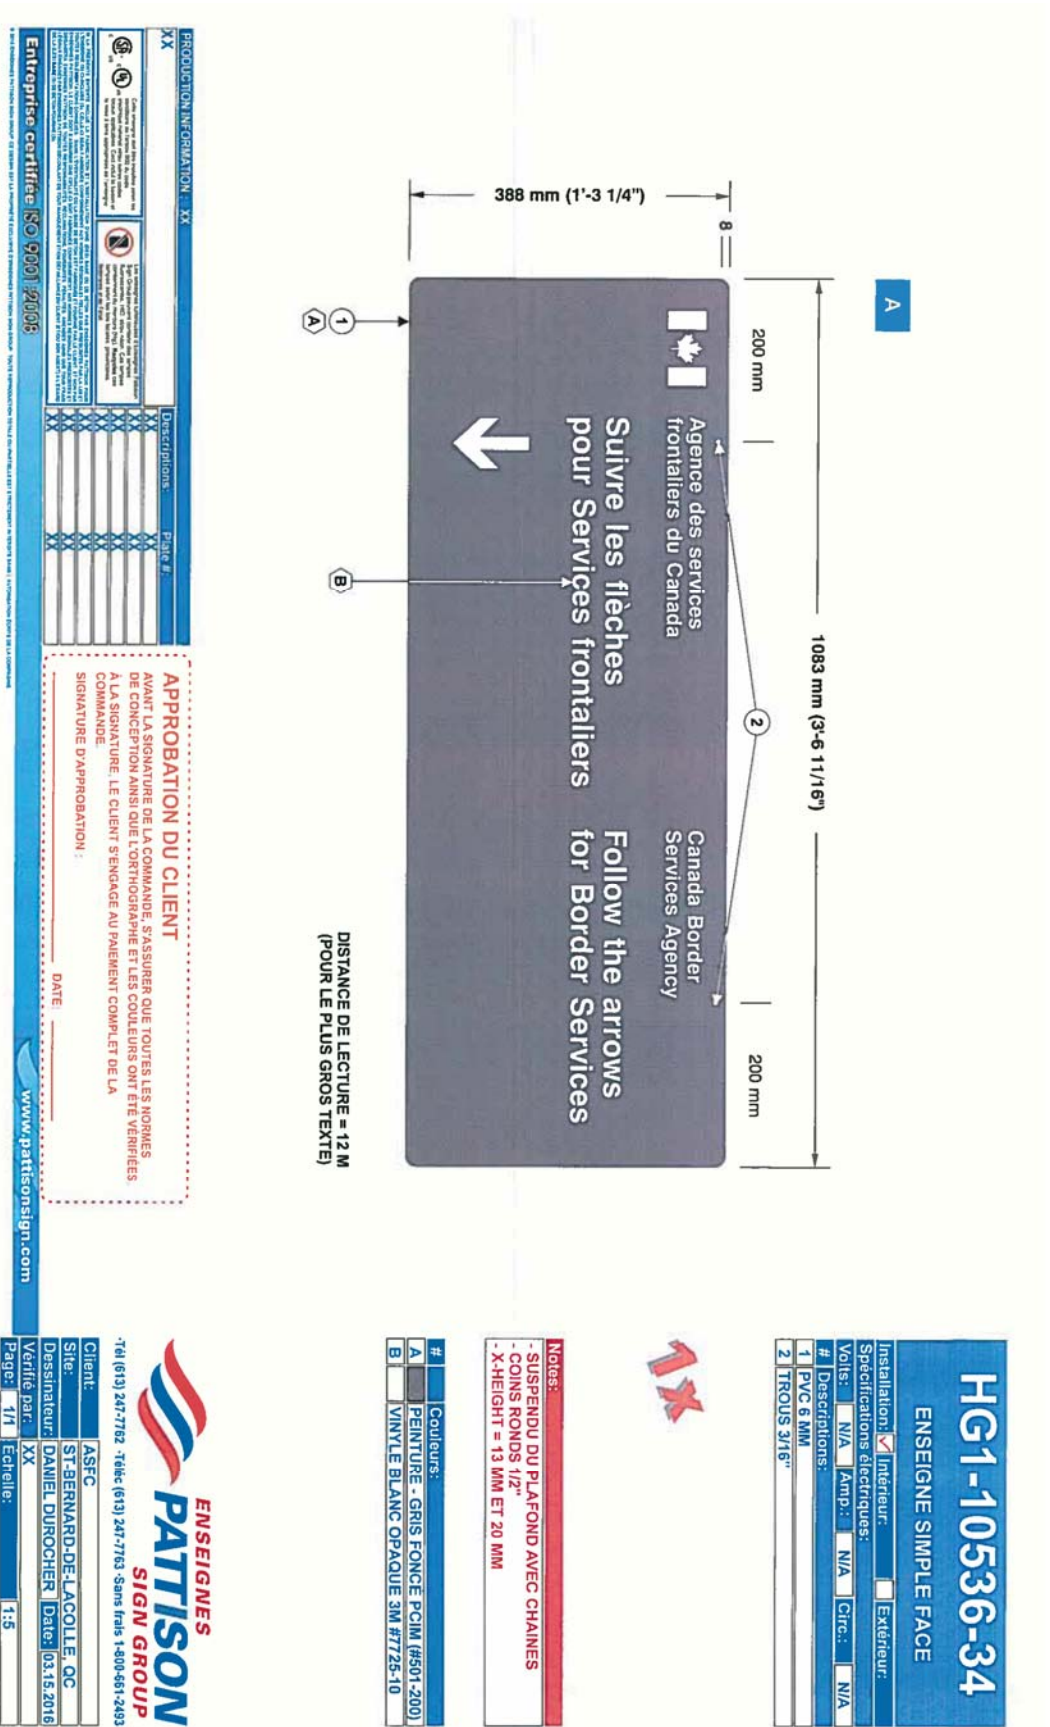 HG1-10536-34
ENSEIGNE SIMPLE FACE
Installation: Intérieur: Extérieur:
Spécifications électriques:
Volts: N/A Amp.: N/A Circ.: N/A
# Descriptions:
1 PVC 6 MM
2 TROUS 3/16"
1X
Notes:
- SUSPENDU DU PLAFOND AVEC CHAINES
- COINS RONDS 1/2"
- X-HEIGHT = 13 MM ET 20 MM
# Couleurs:
A PEINTURE - GRIS FONCÉ PCIM (#501-200)
B VINYLE BLANC OPAQUE 3M #7725-10
A
1083 mm (3'-6 11/16")
200 mm
200 mm
2
8
388 mm (1'-3 1/4")
Agence des services
frontaliers du Canada
Canada Border
Services Agency
Suivre les flèches
pour Services frontaliers
Follow the arrows
for Border Services
1
A
B
DISTANCE DE LECTURE = 12 M
(POUR LE PLUS GROS TEXTE)
PRODUCTION INFORMATION : XX
XX
Descriptions: Plate #:
APPROBATION DU CLIENT
AVANT LA SIGNATURE DE LA COMMANDE, S'ASSURER QUE TOUTES LES NORMES
DE CONCEPTION AINSI QUE L'ORTHOGRAPHE ET LES COULEURS ONT ÉTÉ VÉRIFIÉES.
À LA SIGNATURE, LE CLIENT S'ENGAGE AU PAIEMENT COMPLET DE LA
COMMANDE.
SIGNATURE D'APPROBATION :
DATE:
Entreprise certifiée ISO 9001:2008
www.pattisonsign.com
ENSEIGNES
PATTISON
SIGN GROUP
-Tél (613) 247-7762 -Téléc (613) 247-7763 -Sans frais 1-800-661-2493
Client: ASFC
Site: ST-BERNARD-DE-LACOLLE, QC
Dessinateur: DANIEL DUROCHER Date: 03.15.2016
Vérifié par: XX
Page: 1/1 Échelle: 1:5